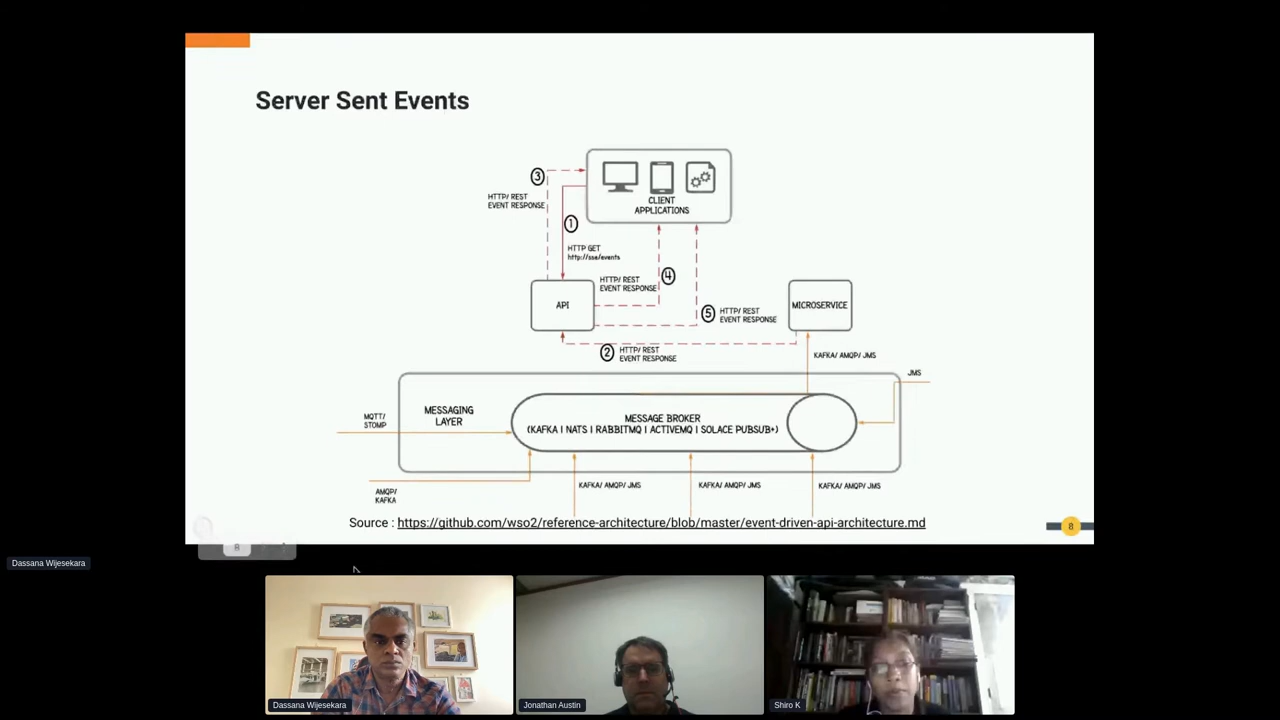 Server Sent Events
3
HTTP/ REST
EVENT RESPONSE
CLIENT
APPLICATIONS
1
HTTP GET
http://sse/events
HTTP/ REST
EVENT RESPONSE
4
API
5
HTTP/ REST
EVENT RESPONSE
MICROSERVICE
2
HTTP/ REST
EVENT RESPONSE
KAFKA/ AMQP/ JMS
JMS
MQTT/
STOMP
MESSAGING
LAYER
MESSAGE BROKER
(KAFKA | NATS | RABBITMQ | ACTIVEMQ | SOLACE PUBSUB+)
AMQP/
KAFKA
KAFKA/ AMQP/ JMS
KAFKA/ AMQP/ JMS
KAFKA/ AMQP/ JMS
Source : https://github.com/wso2/reference-architecture/blob/master/event-driven-api-architecture.md
8
8
Dassana Wijesekara
Dassana Wijesekara
Jonathan Austin
Shiro K